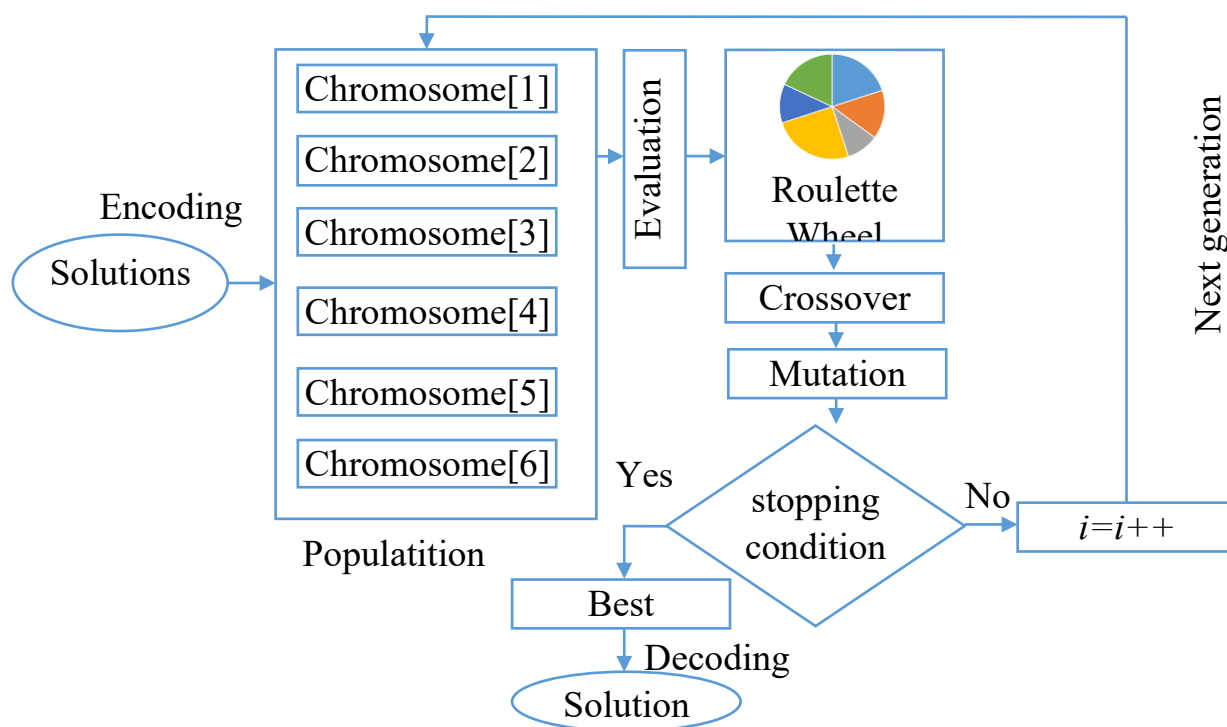 Encoding
Solutions
Chromosome[1]
Chromosome[2]
Chromosome[3]
Chromosome[4]
Chromosome[5]
Chromosome[6]
Populatition
Evaluation
Roulette
Wheel
Crossover
Mutation
stopping
condition
Yes
No
i=i++
Next generation
Best
Decoding
Solution